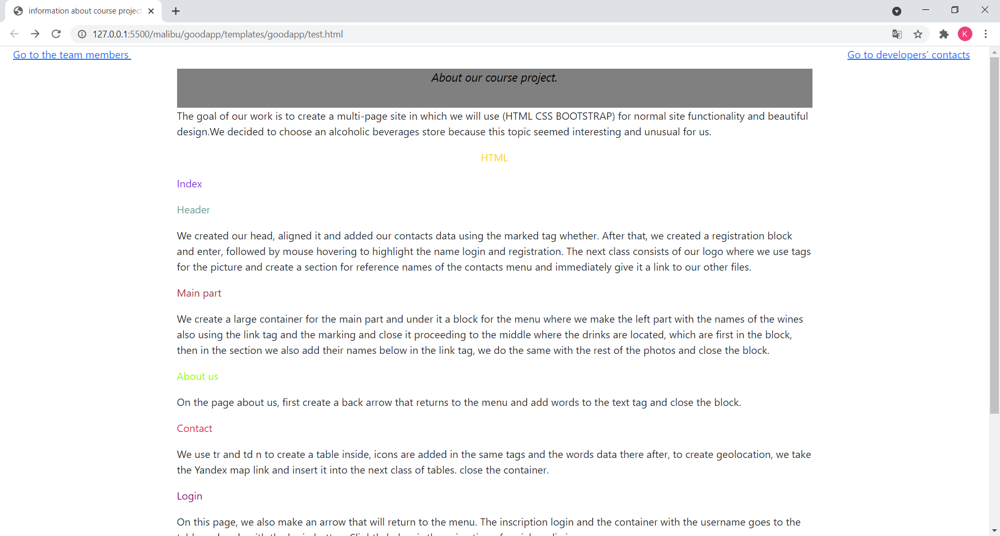 information about course project
127.0.0.1:5500/malibu/goodapp/templates/goodapp/test.html
K
Go to the team members
Go to developers’ contacts
About our course project.
The goal of our work is to create a multi-page site in which we will use (HTML CSS BOOTSTRAP) for normal site functionality and beautiful
design.We decided to choose an alcoholic beverages store because this topic seemed interesting and unusual for us.
HTML
Index
Header
We created our head, aligned it and added our contacts data using the marked tag whether. After that, we created a registration block
and enter, followed by mouse hovering to highlight the name login and registration. The next class consists of our logo where we use tags
for the picture and create a section for reference names of the contacts menu and immediately give it a link to our other files.
Main part
We create a large container for the main part and under it a block for the menu where we make the left part with the names of the wines
also using the link tag and the marking and close it proceeding to the middle where the drinks are located, which are first in the block,
then in the section we also add their names below in the link tag, we do the same with the rest of the photos and close the block.
About us
On the page about us, first create a back arrow that returns to the menu and add words to the text tag and close the block.
Contact
We use tr and td n to create a table inside, icons are added in the same tags and the words data there after, to create geolocation, we take
the Yandex map link and insert it into the next class of tables. close the container.
Login
On this page, we also make an arrow that will return to the menu. The inscription login and the container with the username goes to the